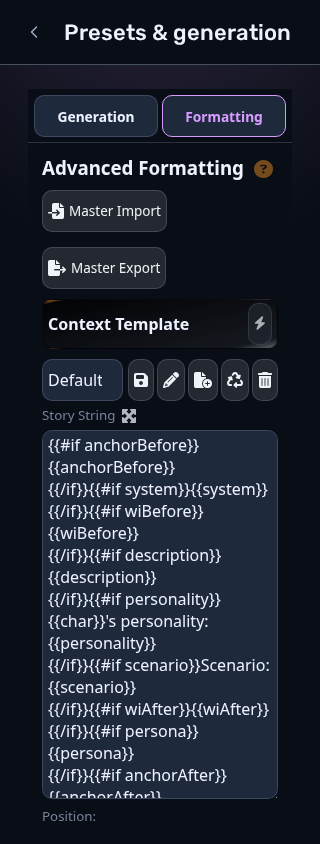 Presets & generation
Generation
Formatting
Advanced Formatting ?
Master Import
Master Export
Context Template
Default
Story String
{{#if anchorBefore}}
{{anchorBefore}}
{{/if}}{{#if system}}{{system}}
{{/if}}{{#if wiBefore}}
{{wiBefore}}
{{/if}}{{#if description}}
{{description}}
{{/if}}{{#if personality}}
{{char}}'s personality:
{{personality}}
{{/if}}{{#if scenario}}Scenario:
{{scenario}}
{{/if}}{{#if wiAfter}}{{wiAfter}}
{{/if}}{{#if persona}}
{{persona}}
{{/if}}{{#if anchorAfter}}
{{anchorAfter}}
Position: